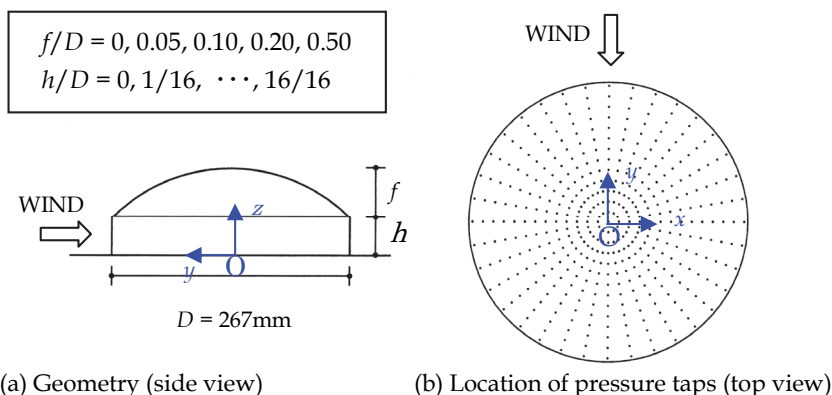 f/D = 0, 0.05, 0.10, 0.20, 0.50
h/D = 0, 1/16, ···, 16/16
WIND
z
y
O
f
h
D = 267mm
(a) Geometry (side view)
WIND
y
x
O
(b) Location of pressure taps (top view)